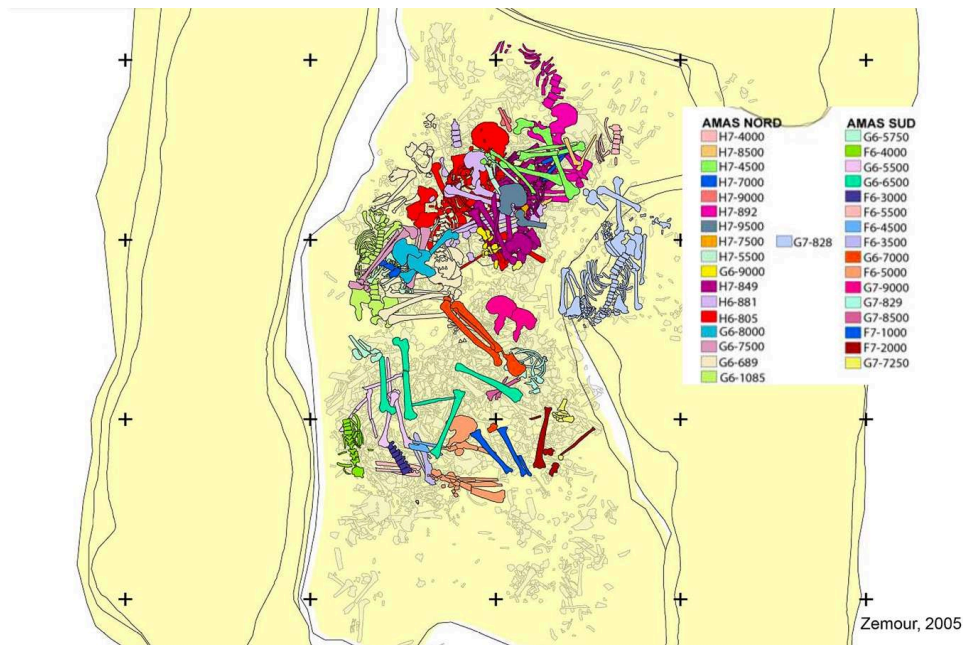 AMAS NORD
H7-4000
H7-8500
H7-4500
H7-7000
H7-9000
H7-892
H7-9500
H7-7500
H7-5500
G6-9000
H7-849
H6-881
H6-805
G6-8000
G6-7500
G6-689
G6-1085
G7-828
AMAS SUD
G6-5750
F6-4000
G6-5500
G6-6500
F6-3000
F6-5500
F6-4500
F6-3500
G6-7000
F6-5000
G7-9000
G7-829
G7-8500
F7-1000
F7-2000
G7-7250
Zemour, 2005